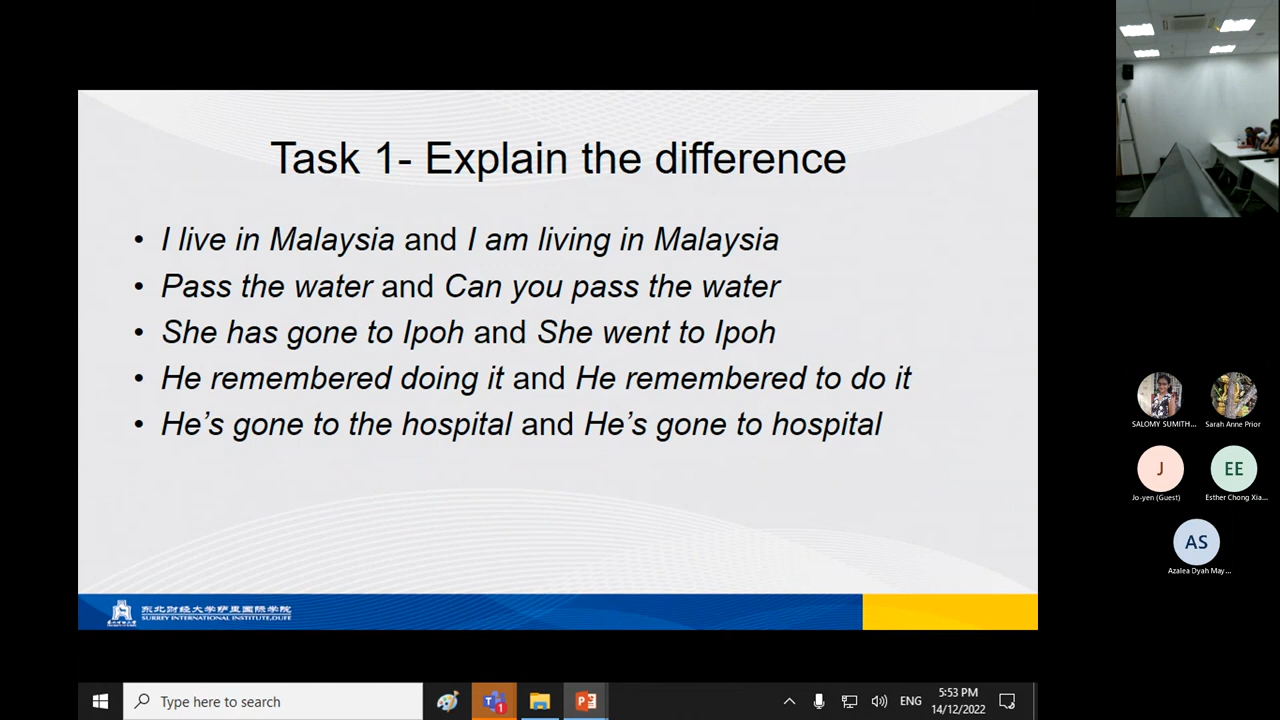 Task 1- Explain the difference
• I live in Malaysia and I am living in Malaysia
• Pass the water and Can you pass the water
• She has gone to Ipoh and She went to Ipoh
• He remembered doing it and He remembered to do it
• He’s gone to the hospital and He’s gone to hospital
东北财经大学萨里国际学院
SURREY INTERNATIONAL INSTITUTE,DUFE
SALOMY SUMITH...
Sarah Anne Prior
J
Jo-yen (Guest)
EE
Esther Chong Xia...
AS
Azalea Dyah May...
Type here to search
1
ENG
5:53 PM
14/12/2022